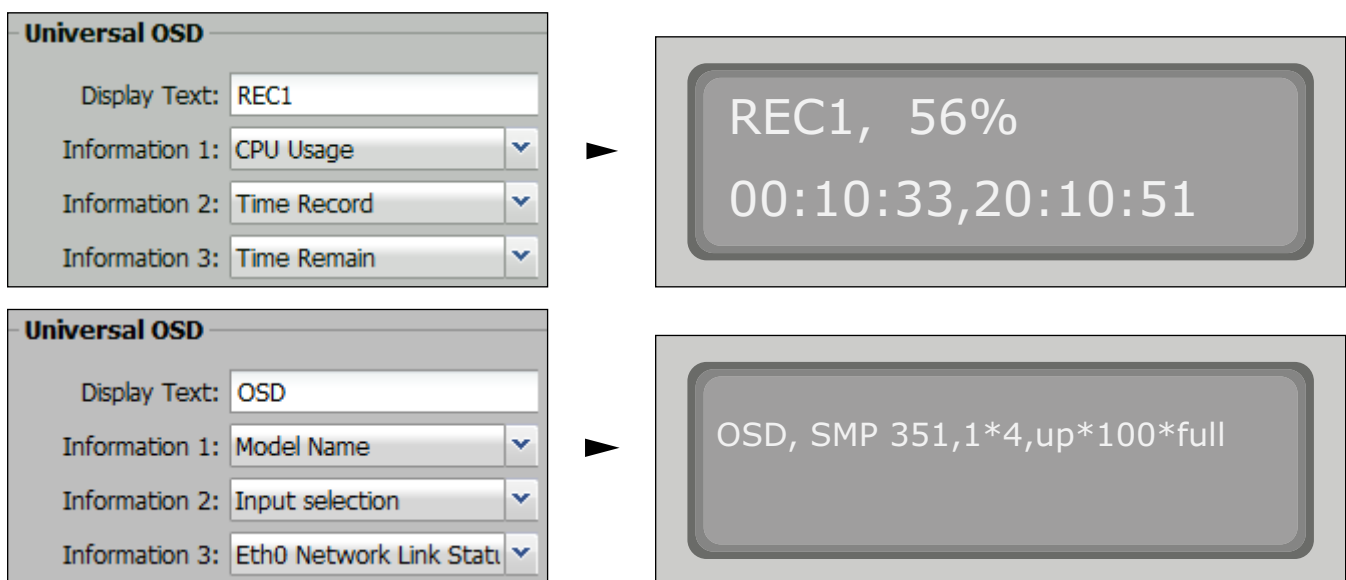 Universal OSD
Display Text: REC1
Information 1: CPU Usage
Information 2: Time Record
Information 3: Time Remain
REC1, 56%
00:10:33,20:10:51
Universal OSD
Display Text: OSD
Information 1: Model Name
Information 2: Input selection
Information 3: Eth0 Network Link Statu
OSD, SMP 351,1*4,up*100*full